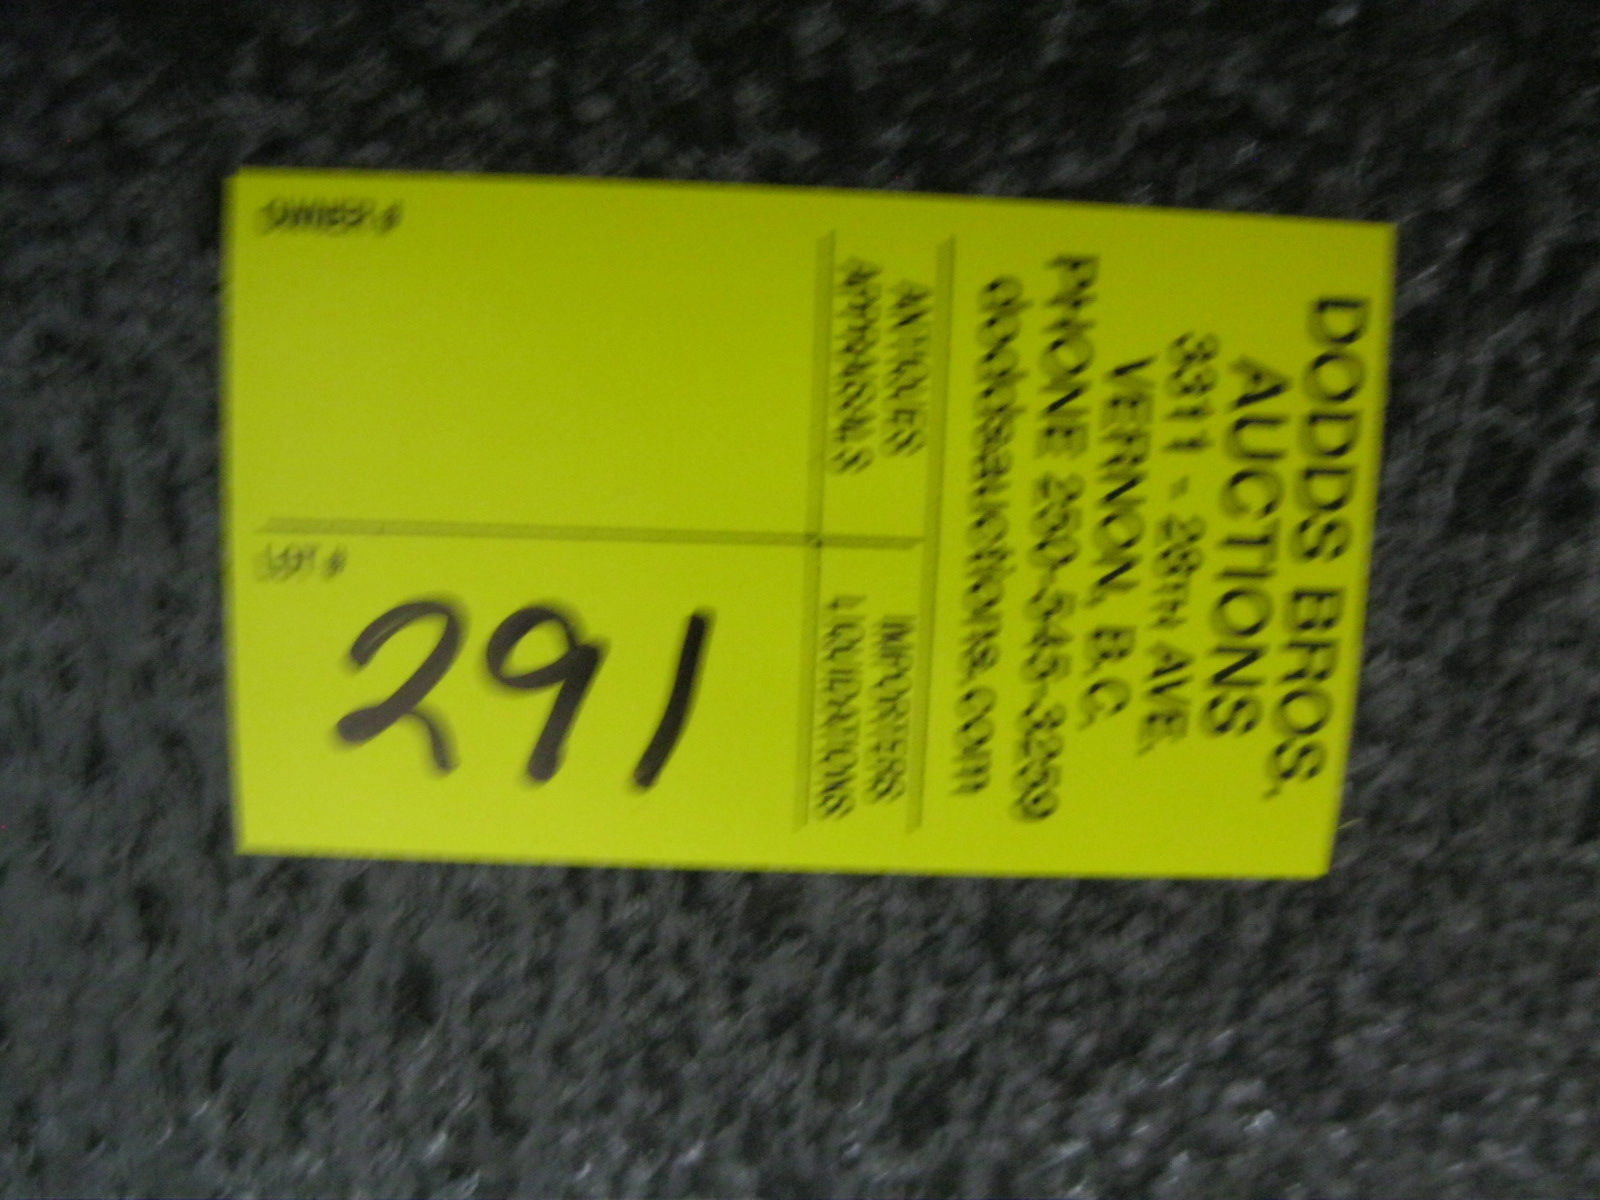 DODDS BROS.
AUCTIONS
3311 - 28TH AVE.
VERNON, B.C.
PHONE 250-545-3259
doddsauctions.com
ANTIQUES IMPORTERS
APPRAISALS LIQUIDATIONS
OWNER #
LOT #
291